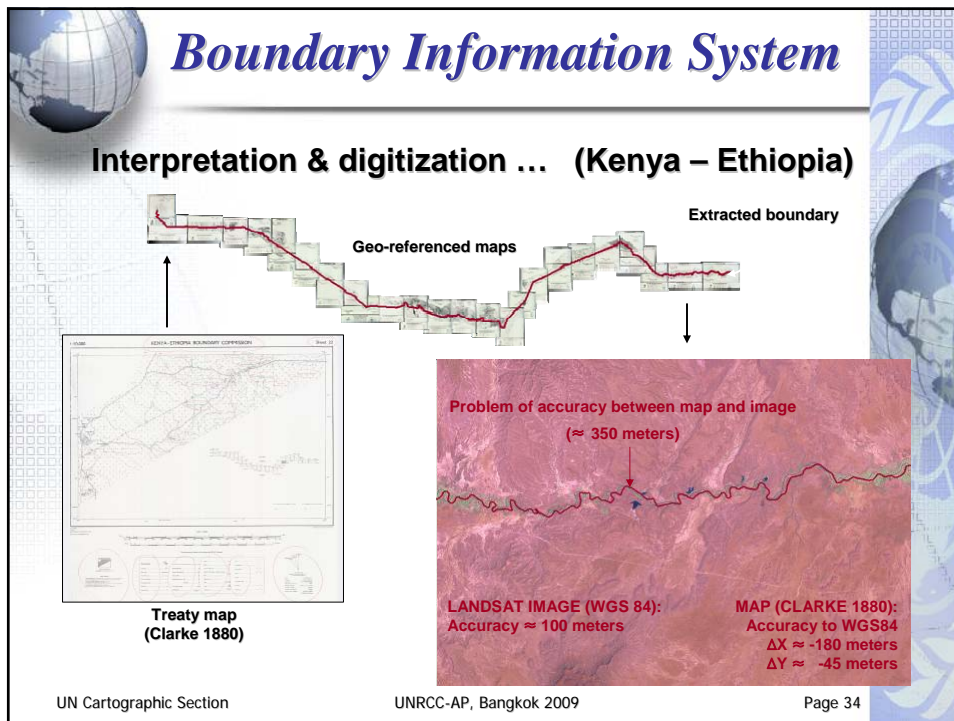 Boundary Information System
Interpretation & digitization … (Kenya – Ethiopia)
Extracted boundary
Geo-referenced maps
KENYA-ETHIOPIA BOUNDARY COMMISSION
Treaty map
(Clarke 1880)
Problem of accuracy between map and image
(≈ 350 meters)
LANDSAT IMAGE (WGS 84):
Accuracy ≈ 100 meters
MAP (CLARKE 1880):
Accuracy to WGS84
ΔX ≈ -180 meters
ΔY ≈ -45 meters
UN Cartographic Section UNRCC-AP, Bangkok 2009 Page 34